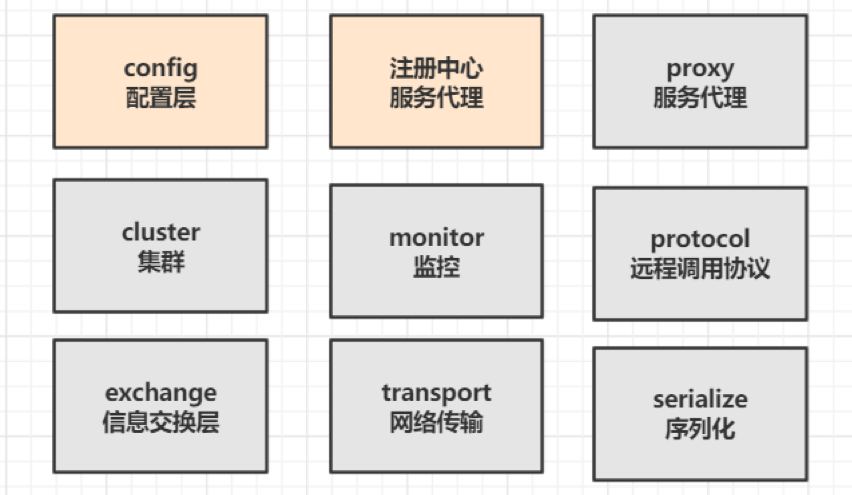 config
配置层
注册中心
服务代理
proxy
服务代理
cluster
集群
monitor
监控
protocol
远程调用协议
exchange
信息交换层
transport
网络传输
serialize
序列化